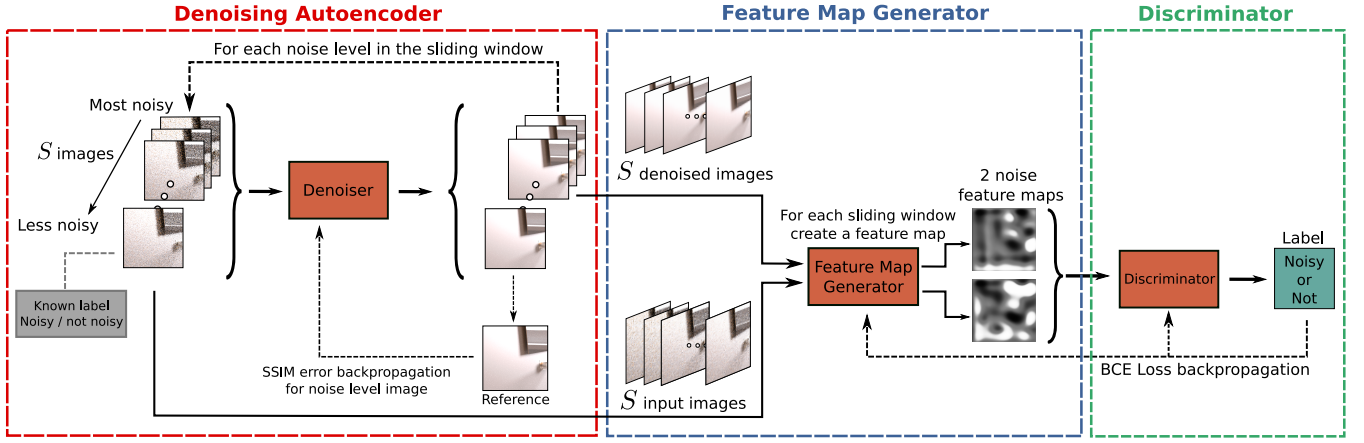 Denoising Autoencoder
Feature Map Generator
Discriminator
For each noise level in the sliding window
Most noisy
S images
Less noisy
Known label
Noisy / not noisy
Denoiser
SSIM error backpropagation
for noise level image
Reference
S denoised images
S input images
For each sliding window
create a feature map
Feature Map
Generator
2 noise
feature maps
Discriminator
Label
Noisy
or
Not
BCE Loss backpropagation